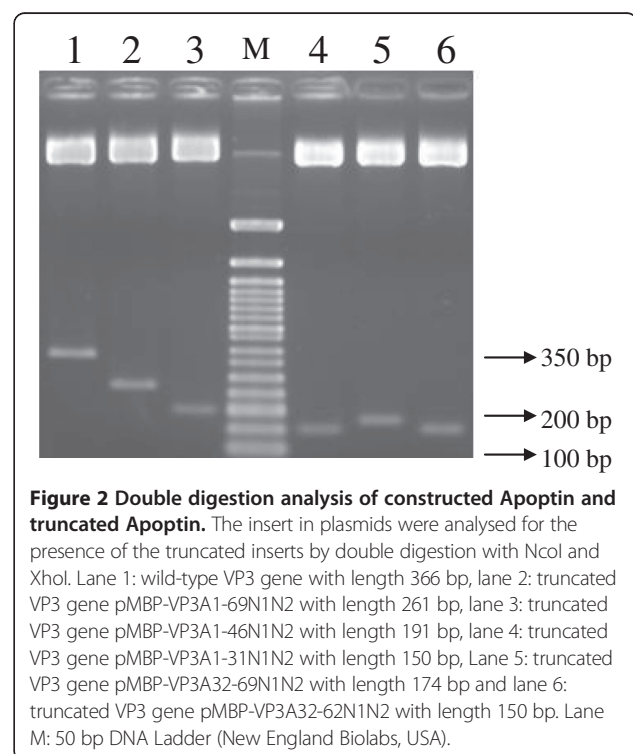 1 2 3 M 4 5 6
350 bp
200 bp
100 bp
Figure 2 Double digestion analysis of constructed Apoptin and
truncated Apoptin. The insert in plasmids were analysed for the
presence of the truncated inserts by double digestion with NcoI and
XhoI. Lane 1: wild-type VP3 gene with length 366 bp, lane 2: truncated
VP3 gene pMBP-VP3A1-69N1N2 with length 261 bp, lane 3: truncated
VP3 gene pMBP-VP3A1-46N1N2 with length 191 bp, lane 4: truncated
VP3 gene pMBP-VP3A1-31N1N2 with length 150 bp, Lane 5: truncated
VP3 gene pMBP-VP3A32-69N1N2 with length 174 bp and lane 6:
truncated VP3 gene pMBP-VP3A32-62N1N2 with length 150 bp. Lane
M: 50 bp DNA Ladder (New England Biolabs, USA).